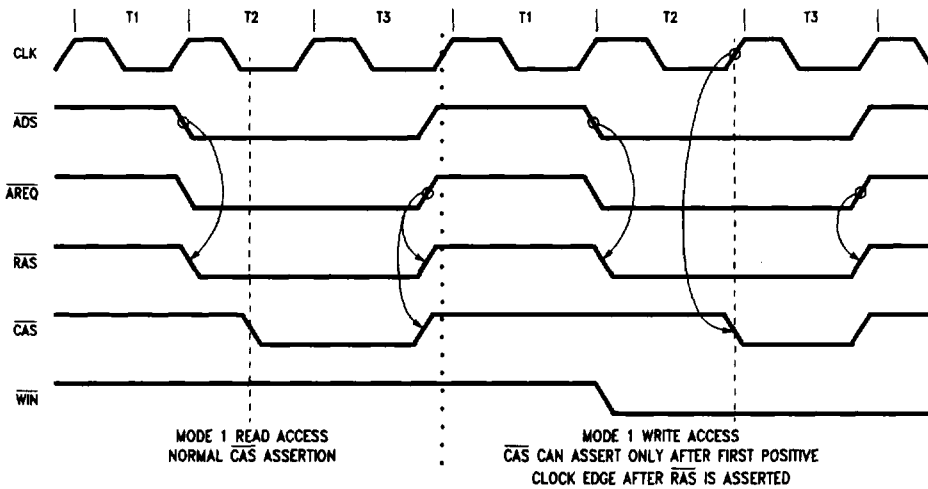 T1 T2 T3 T1 T2 T3
CLK
ADS
AREQ
RAS
CAS
WIN
MODE 1 READ ACCESS
NORMAL CAS ASSERTION
MODE 1 WRITE ACCESS
CAS CAN ASSERT ONLY AFTER FIRST POSITIVE
CLOCK EDGE AFTER RAS IS ASSERTED